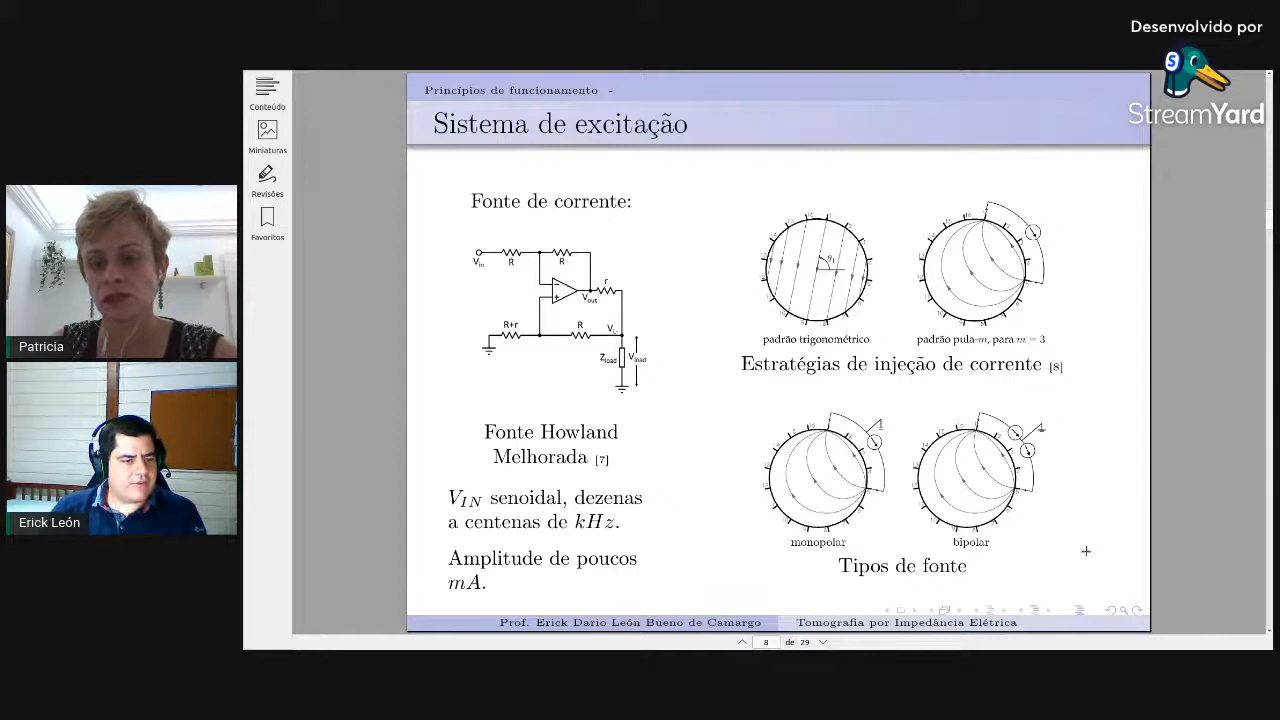 Desenvolvido por
StreamYard
Conteúdo
Miniaturas
Revisões
Favoritos
Patricia
Erick León
Princípios de funcionamento -
Sistema de excitação
Fonte de corrente:
Vin
R
R
r
Vout
R+r
R
Zload
Vload
Fonte Howland
Melhorada [7]
VIN senoidal, dezenas
a centenas de kHz.
Amplitude de poucos
mA.
padrão trigonométrico
padrão pula-m, para m = 3
Estratégias de injeção de corrente [8]
monopolar
bipolar
Tipos de fonte
Prof. Erick Dario León Bueno de Camargo
Tomografia por Impedância Elétrica
8 de 29